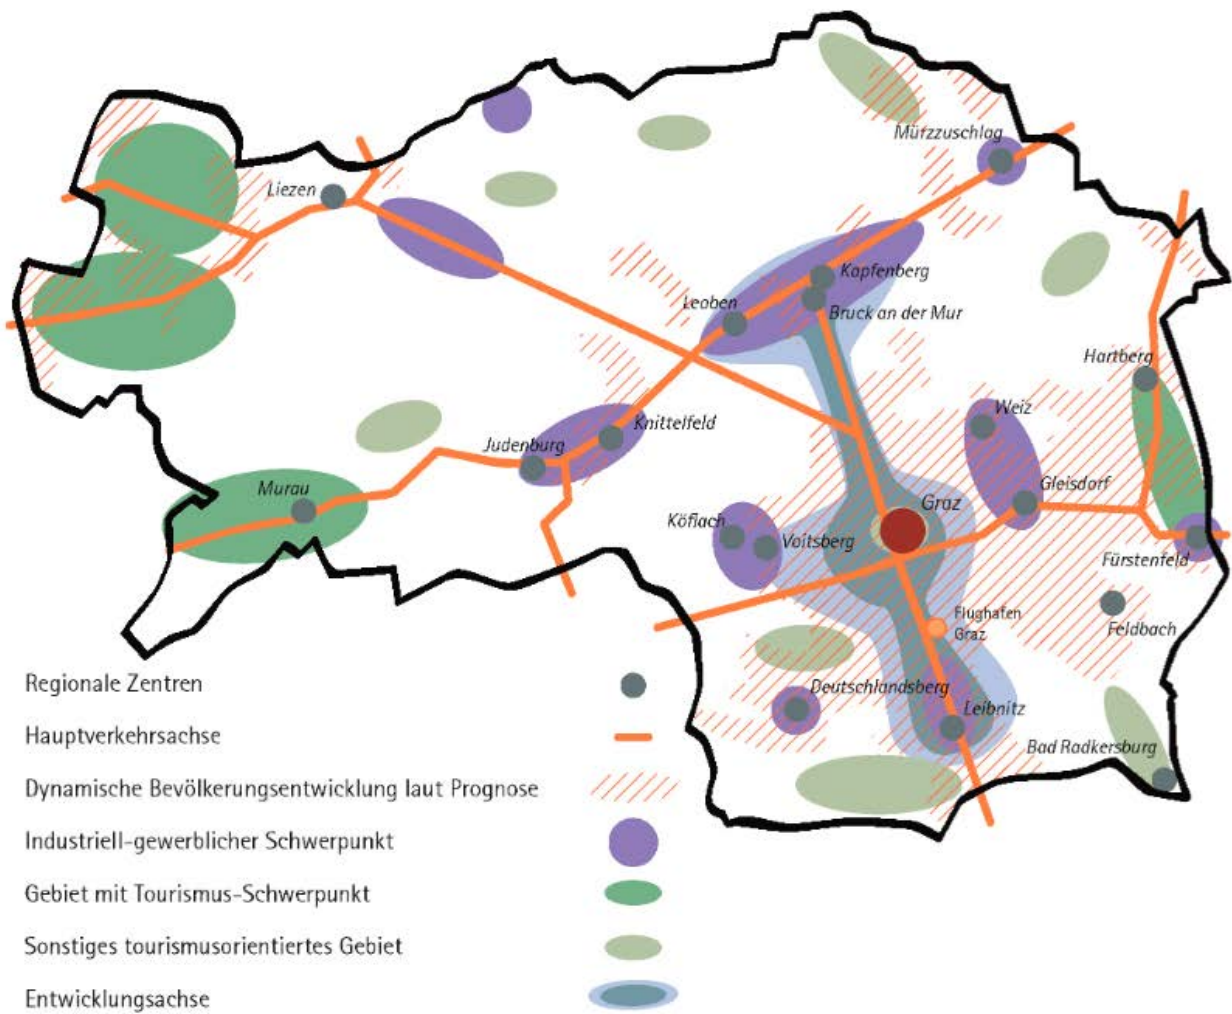 Mürzzuschlag
Liezen
Kapfenberg
Leoben
Bruck an der Mur
Hartberg
Weiz
Knittelfeld
Judenburg
Gleisdorf
Murau
Graz
Köflach
Voitsberg
Fürstenfeld
Flughafen
Graz
Feldbach
Deutschlandsberg
Leibnitz
Bad Radkersburg
Regionale Zentren
Hauptverkehrsachse
Dynamische Bevölkerungsentwicklung laut Prognose
Industriell-gewerblicher Schwerpunkt
Gebiet mit Tourismus-Schwerpunkt
Sonstiges tourismusorientiertes Gebiet
Entwicklungsachse